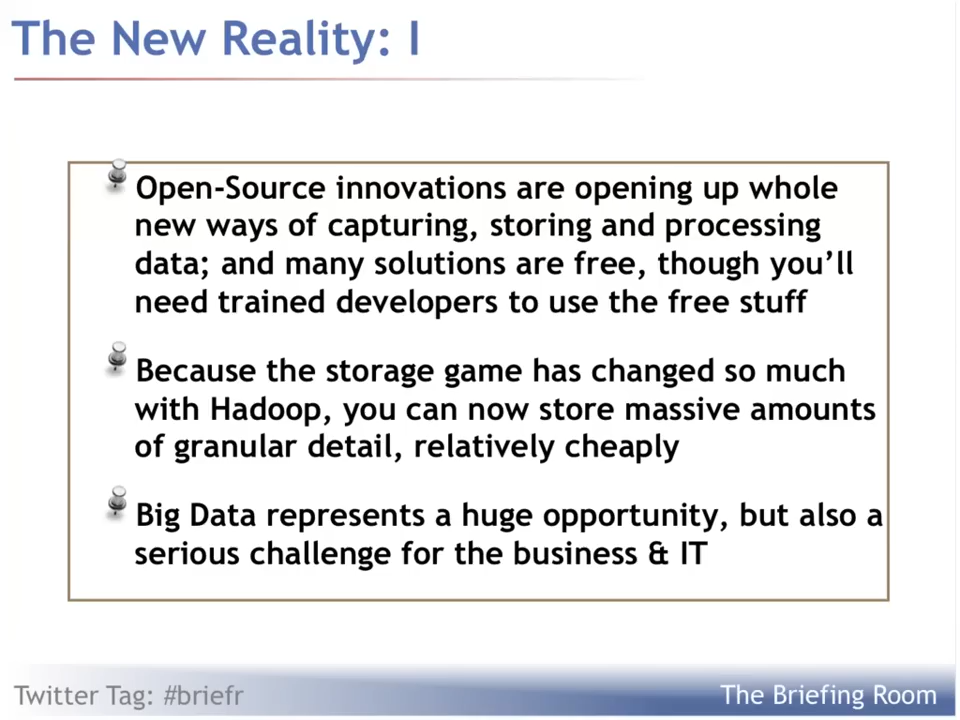 The New Reality: I
Open-Source innovations are opening up whole
new ways of capturing, storing and processing
data; and many solutions are free, though you’ll
need trained developers to use the free stuff
Because the storage game has changed so much
with Hadoop, you can now store massive amounts
of granular detail, relatively cheaply
Big Data represents a huge opportunity, but also a
serious challenge for the business & IT
Twitter Tag: #briefr
The Briefing Room